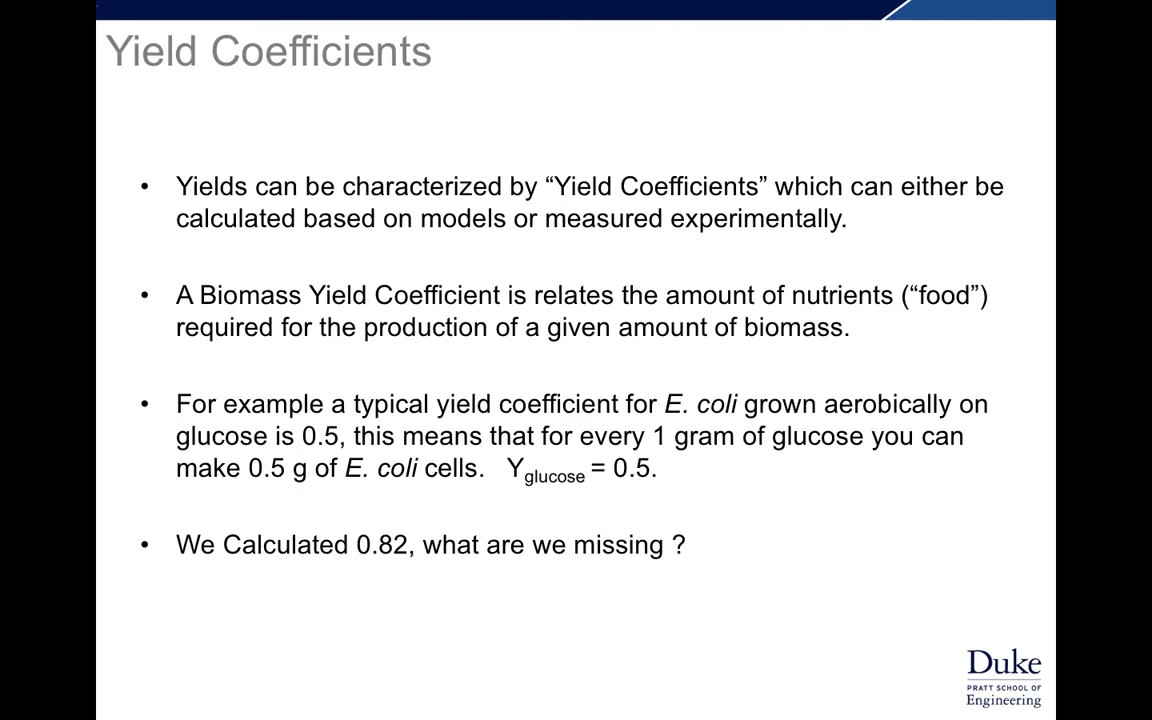 Yield Coefficients
• Yields can be characterized by “Yield Coefficients” which can either be
calculated based on models or measured experimentally.
• A Biomass Yield Coefficient is relates the amount of nutrients (“food”)
required for the production of a given amount of biomass.
• For example a typical yield coefficient for E. coli grown aerobically on
glucose is 0.5, this means that for every 1 gram of glucose you can
make 0.5 g of E. coli cells. Yglucose = 0.5.
• We Calculated 0.82, what are we missing ?
Duke
PRATT SCHOOL OF
Engineering